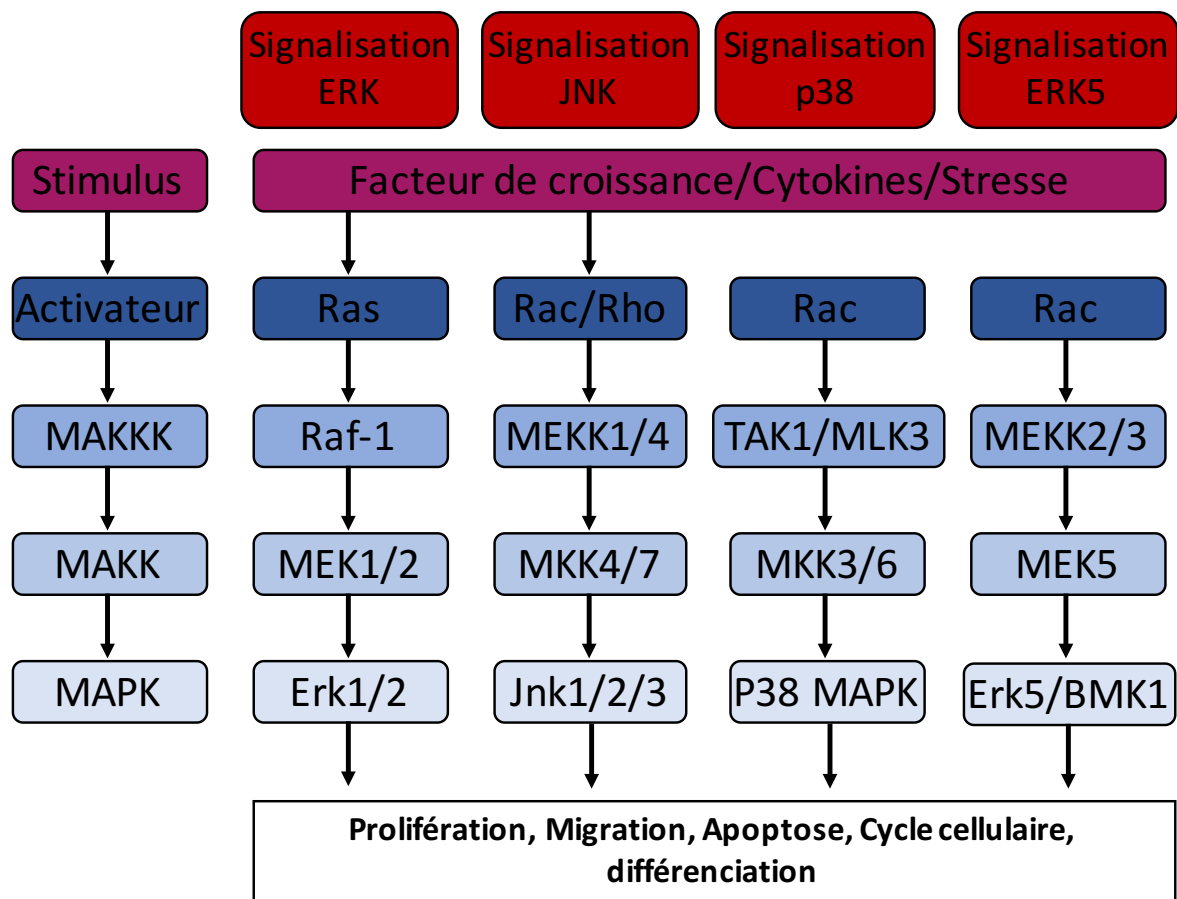 Signalisation
ERK
Signalisation
JNK
Signalisation
p38
Signalisation
ERK5
Stimulus
Facteur de croissance/Cytokines/Stresse
Activateur
Ras
Rac/Rho
Rac
Rac
MAKKK
Raf-1
MEKK1/4
TAK1/MLK3
MEKK2/3
MAKK
MEK1/2
MKK4/7
MKK3/6
MEK5
MAPK
Erk1/2
Jnk1/2/3
P38 MAPK
Erk5/BMK1
Prolifération, Migration, Apoptose, Cycle cellulaire,
différenciation